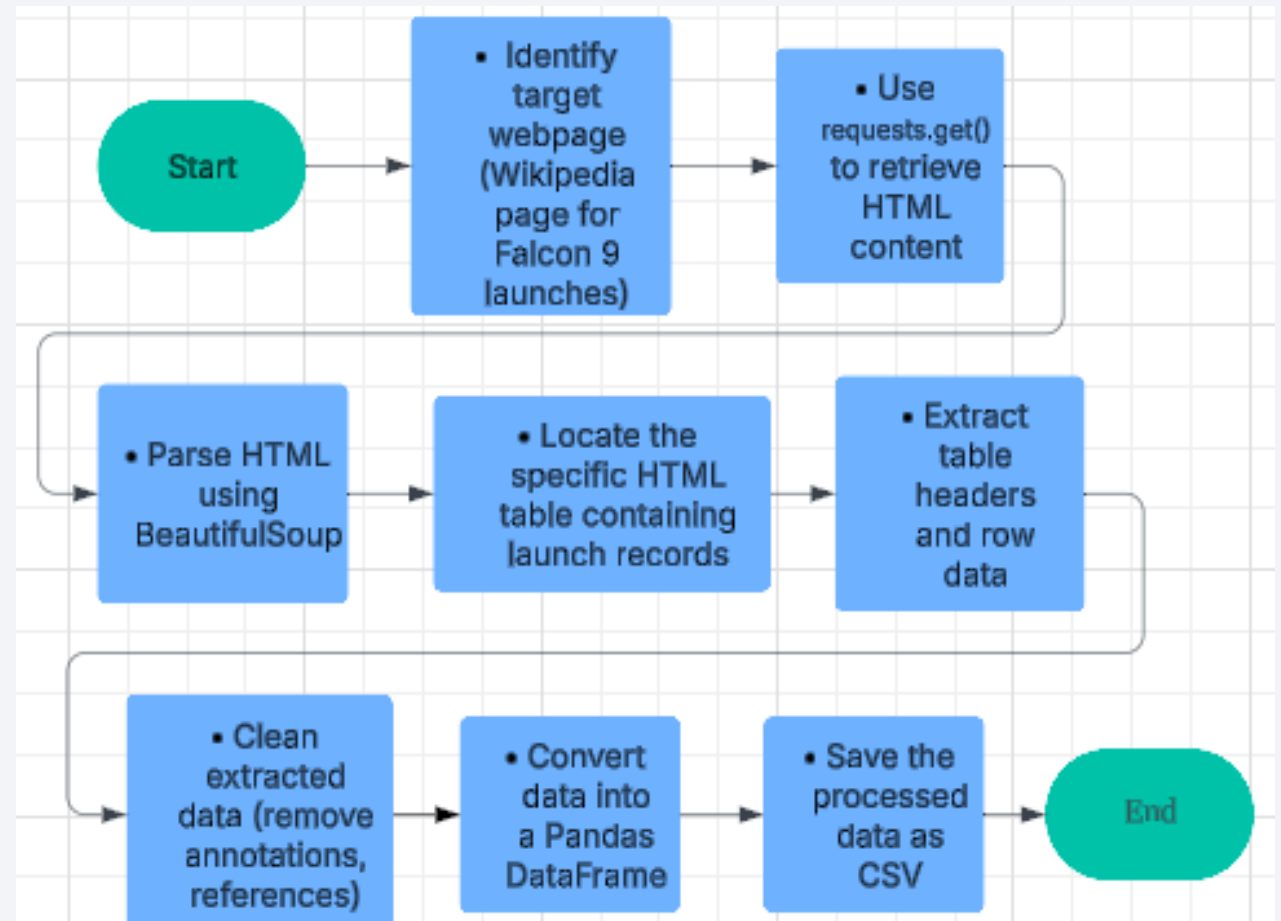 Start
▪ Identify
target
webpage
(Wikipedia
page for
Falcon 9
launches)
▪ Use
requests.get()
to retrieve
HTML
content
• Parse HTML
using
BeautifulSoup
• Locate the
specific HTML
table containing
launch records
▪ Extract
table
headers
and row
data
• Clean
extracted
data (remove
annotations,
references)
• Convert
data into
a Pandas
DataFrame
• Save the
processed
data as
CSV
End